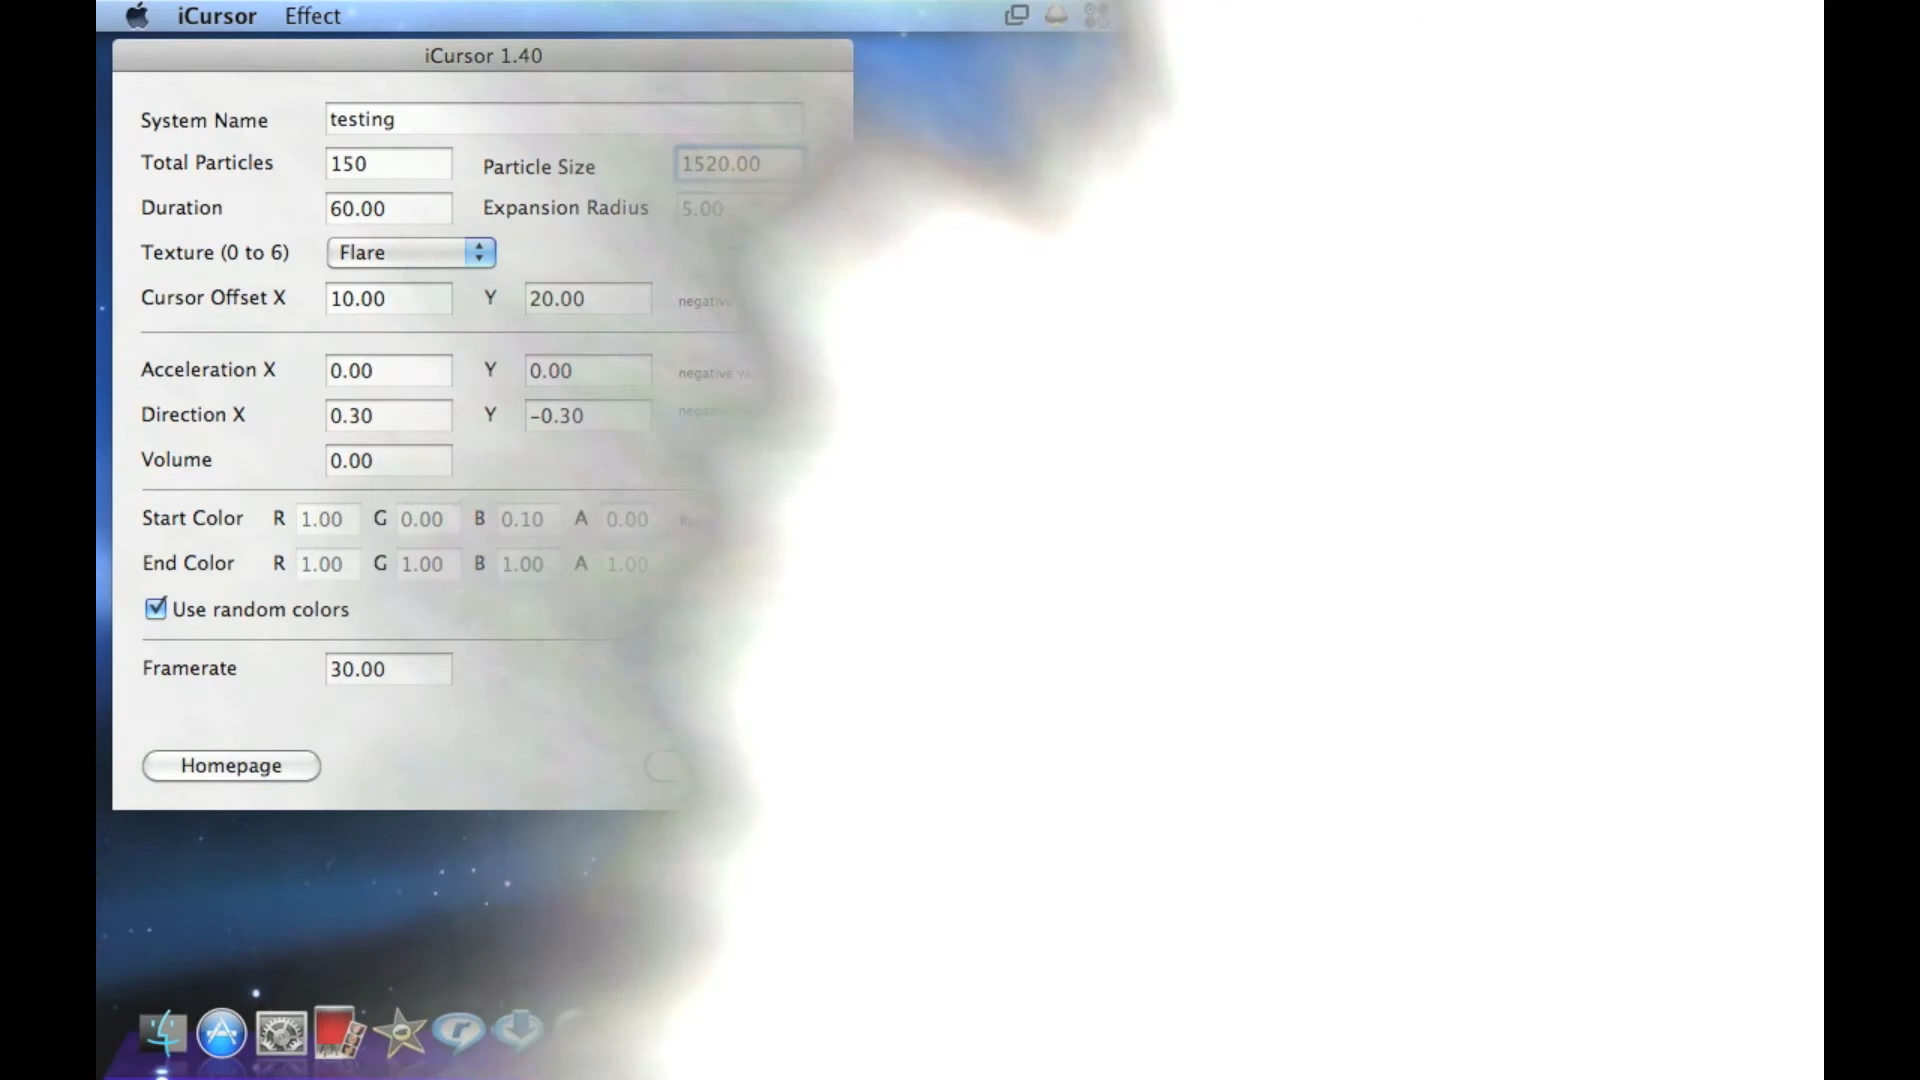 iCursor Effect
iCursor 1.40
System Name testing
Total Particles 150 Particle Size 1520.00
Duration 60.00 Expansion Radius 5.00
Texture (0 to 6) Flare
Cursor Offset X 10.00 Y 20.00 negative
Acceleration X 0.00 Y 0.00 negative
Direction X 0.30 Y -0.30
Volume 0.00
Start Color R 1.00 G 0.00 B 0.10 A 0.00
End Color R 1.00 G 1.00 B 1.00 A 1.00
Use random colors
Framerate 30.00
Homepage